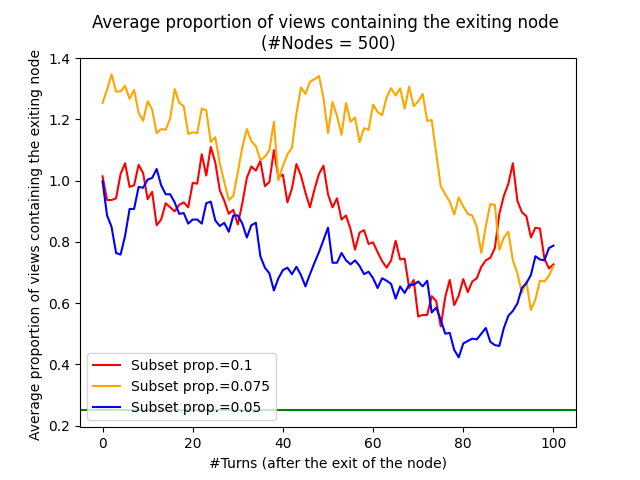 Average proportion of views containing the exiting node
(#Nodes = 500)
Average proportion of views containing the exiting node
1.4
1.2
1.0
0.8
0.6
0.4
0.2
Subset prop.=0.1
Subset prop.=0.075
Subset prop.=0.05
0
20
40
60
80
100
#Turns (after the exit of the node)